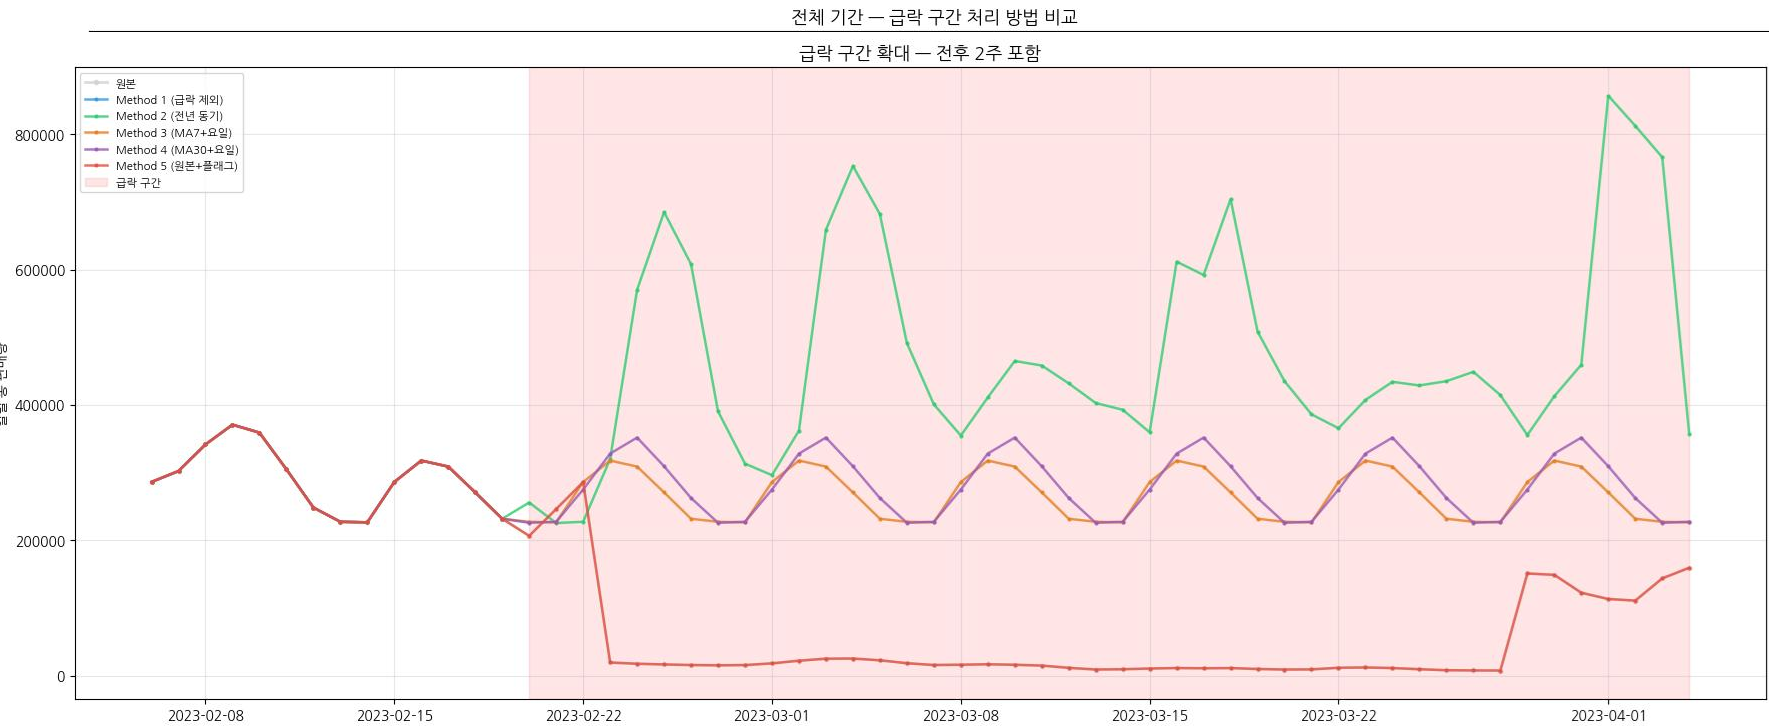 전체 기간 — 급락 구간 처리 방법 비교
급락 구간 확대 — 전후 2주 포함
원본
Method 1 (급락 제외)
Method 2 (전년 동기)
Method 3 (MA7+요일)
Method 4 (MA30+요일)
Method 5 (원본+플래그)
급락 구간
800000
600000
400000
200000
0
2023-02-08
2023-02-15
2023-02-22
2023-03-01
2023-03-08
2023-03-15
2023-03-22
2023-04-01